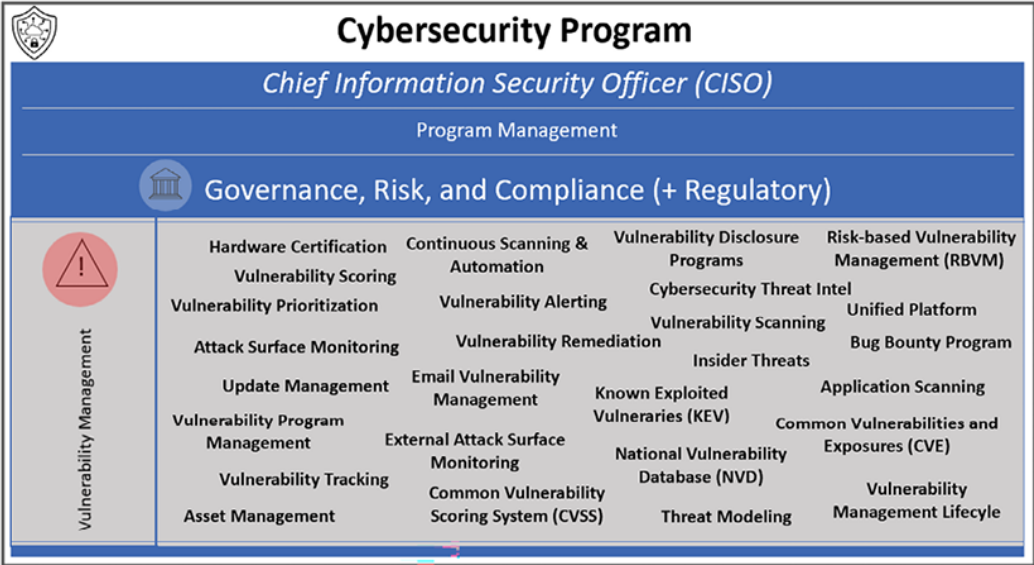 Cybersecurity Program
Chief Information Security Officer (CISO)
Program Management
Governance, Risk, and Compliance (+ Regulatory)
Vulnerability Management
Hardware Certification
Vulnerability Scoring
Vulnerability Prioritization
Attack Surface Monitoring
Update Management
Vulnerability Program
Management
Vulnerability Tracking
Asset Management
Continuous Scanning &
Automation
Vulnerability Alerting
Vulnerability Remediation
Email Vulnerability
Management
External Attack Surface
Monitoring
Common Vulnerability
Scoring System (CVSS)
Vulnerability Disclosure
Programs
Cybersecurity Threat Intel
Vulnerability Scanning
Insider Threats
Known Exploited
Vulneraries (KEV)
National Vulnerability
Database (NVD)
Threat Modeling
Risk-based Vulnerability
Management (RBVM)
Unified Platform
Bug Bounty Program
Application Scanning
Common Vulnerabilities and
Exposures (CVE)
Vulnerability
Management Lifecyle